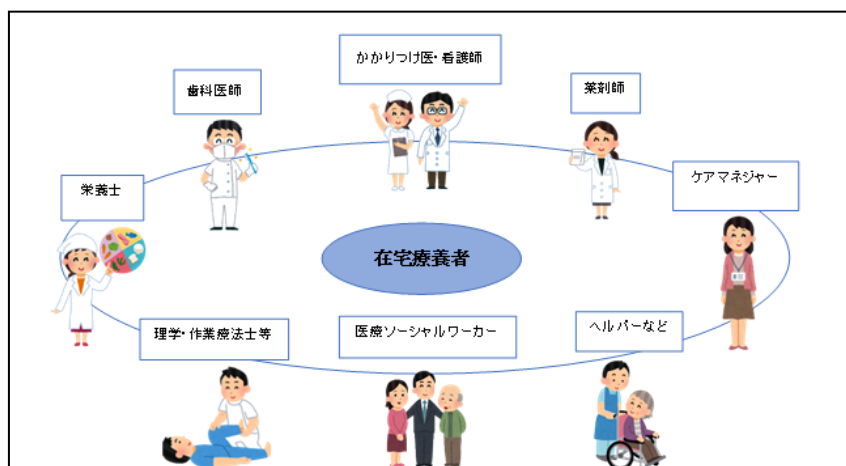 かかりつけ医・看護師
歯科医師
薬剤師
栄養士
ケアマネジャー
在宅療養者
理学・作業療法士等
医療ソーシャルワーカー
ヘルパーなど